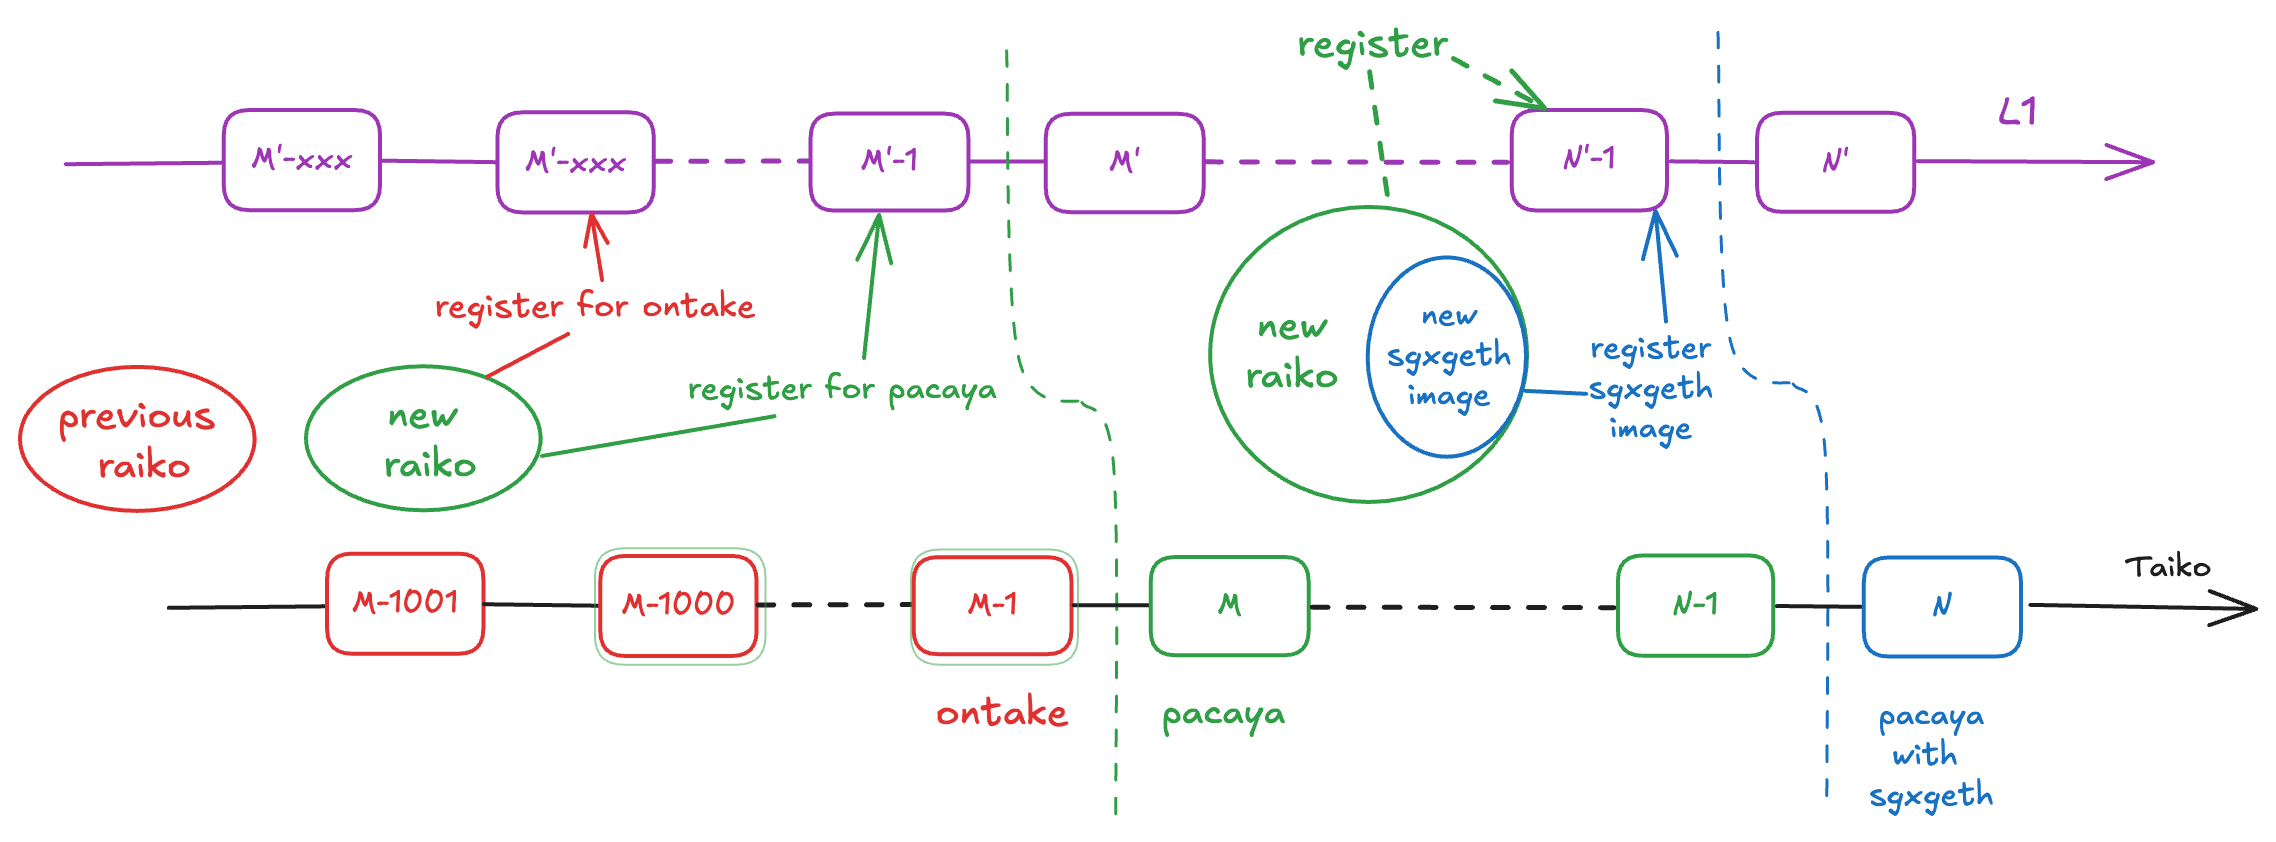 register
L1
M'-xxx
M'-xxx
M'-1
M'
N'-1
N'
register for ontake
new
sgxgeth
image
new
raiko
register
sgxgeth
image
register for pacaya
previous
raiko
new
raiko
Taiko
M-1001
M-1000
M-1
M
N-1
N
ontake
pacaya
pacaya
with
sgxgeth